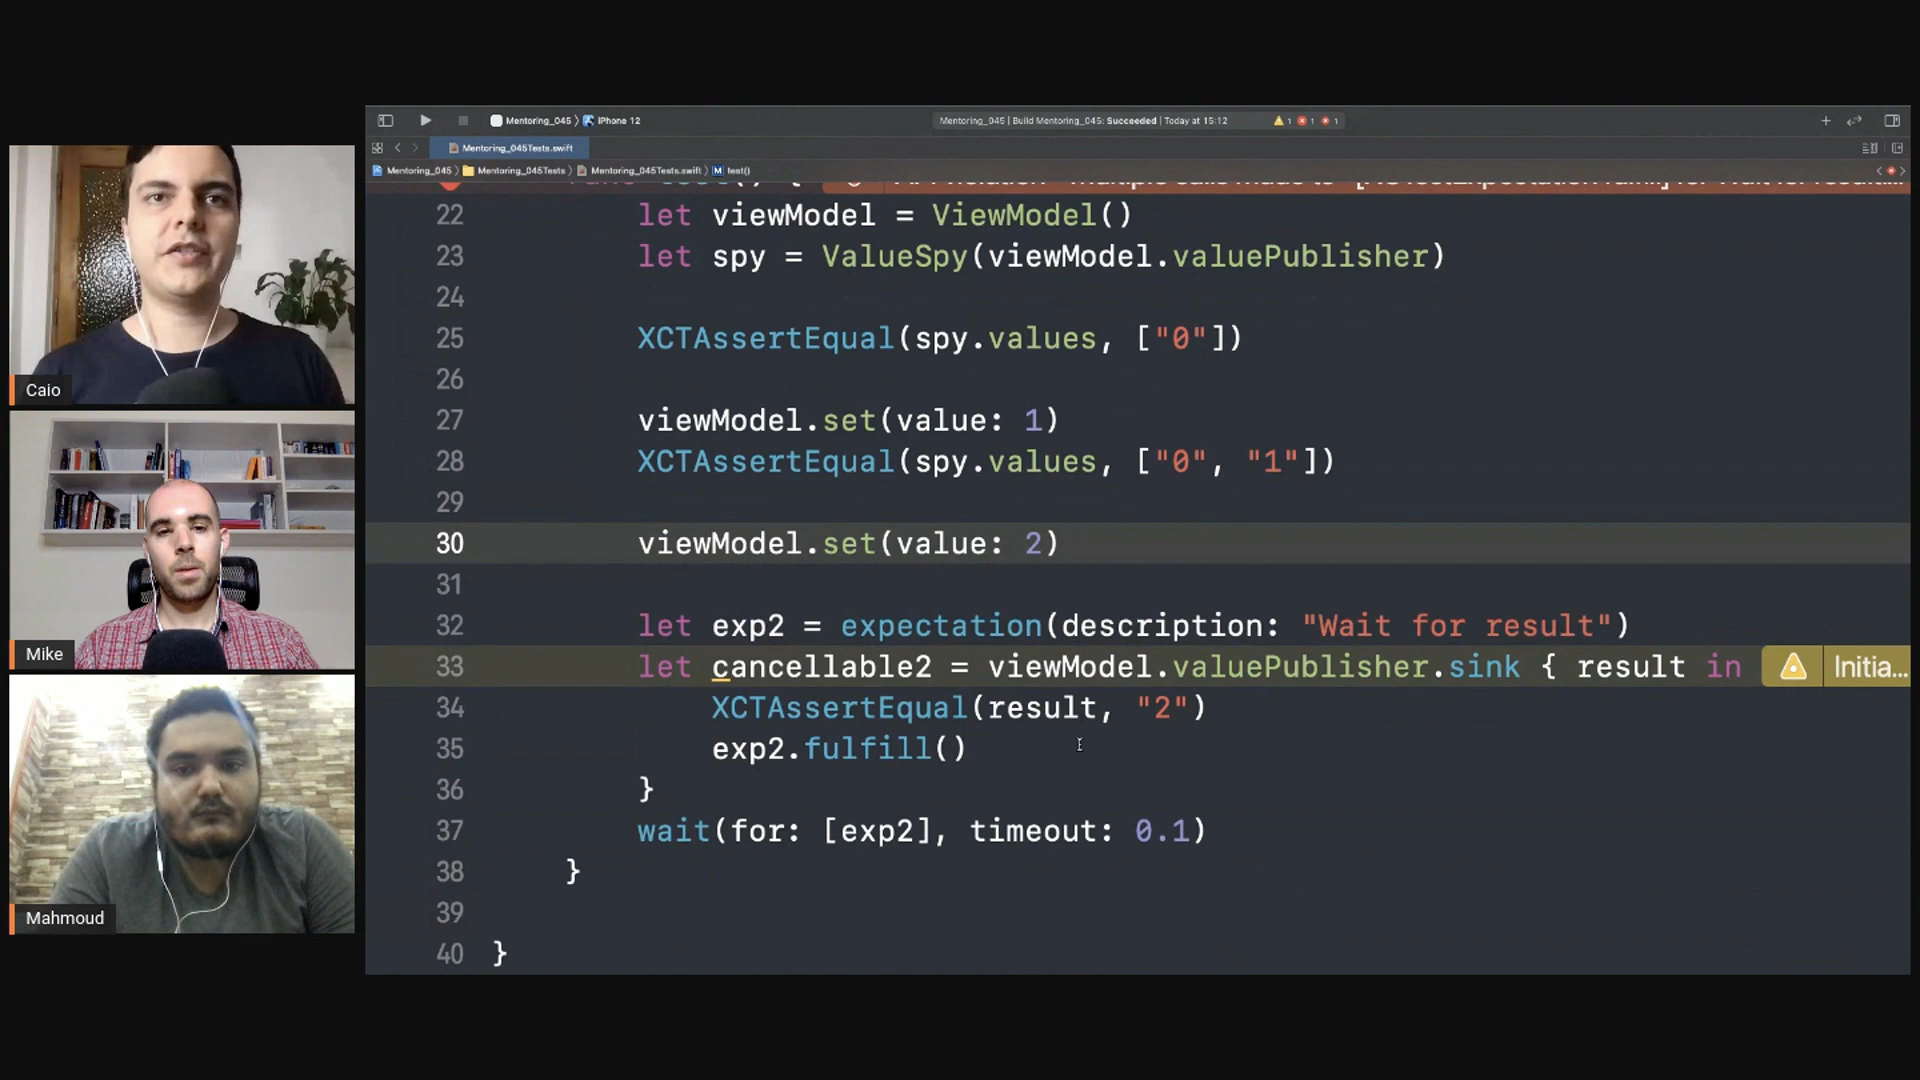 Mentoring_045 iPhone 12
Mentoring_045 | Build Mentoring_045: Succeeded | Today at 15:12
1 1 1
Mentoring_045Tests.swift
Mentoring_045 Mentoring_045Tests Mentoring_045Tests.swift M test()
22 let viewModel = ViewModel()
23 let spy = ValueSpy(viewModel.valuePublisher)
24
25 XCTAssertEqual(spy.values, ["0"])
26
27 viewModel.set(value: 1)
28 XCTAssertEqual(spy.values, ["0", "1"])
29
30 viewModel.set(value: 2)
31
32 let exp2 = expectation(description: "Wait for result")
33 let cancellable2 = viewModel.valuePublisher.sink { result in Initia...
34 XCTAssertEqual(result, "2")
35 exp2.fulfill()
36 }
37 wait(for: [exp2], timeout: 0.1)
38 }
39
40 }
Caio
Mike
Mahmoud